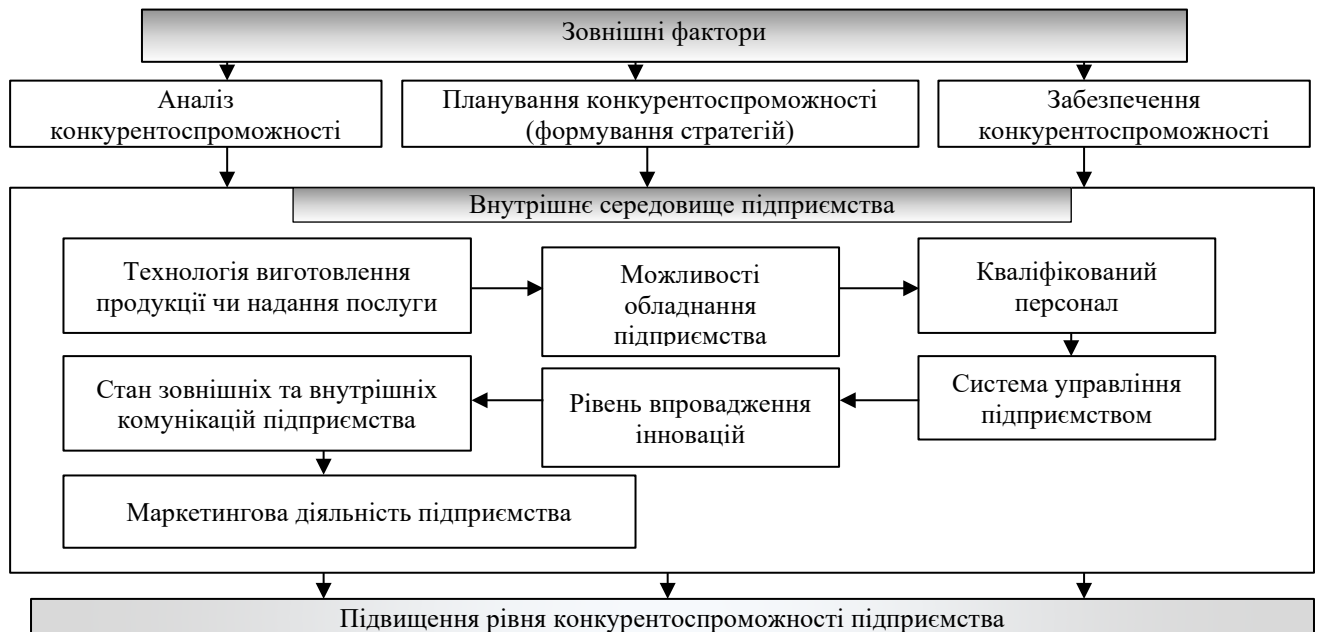 Зовнішні фактори
Аналіз
конкурентоспроможності
Планування конкурентоспроможності
(формування стратегій)
Забезпечення
конкурентоспроможності
Внутрішнє середовище підприємства
Технологія виготовлення
продукції чи надання послуги
Можливості
обладнання
підприємства
Кваліфікований
персонал
Стан зовнішніх та внутрішніх
комунікацій підприємства
Рівень впровадження
інновацій
Система управління
підприємством
Маркетингова діяльність підприємства
Підвищення рівня конкурентоспроможності підприємства